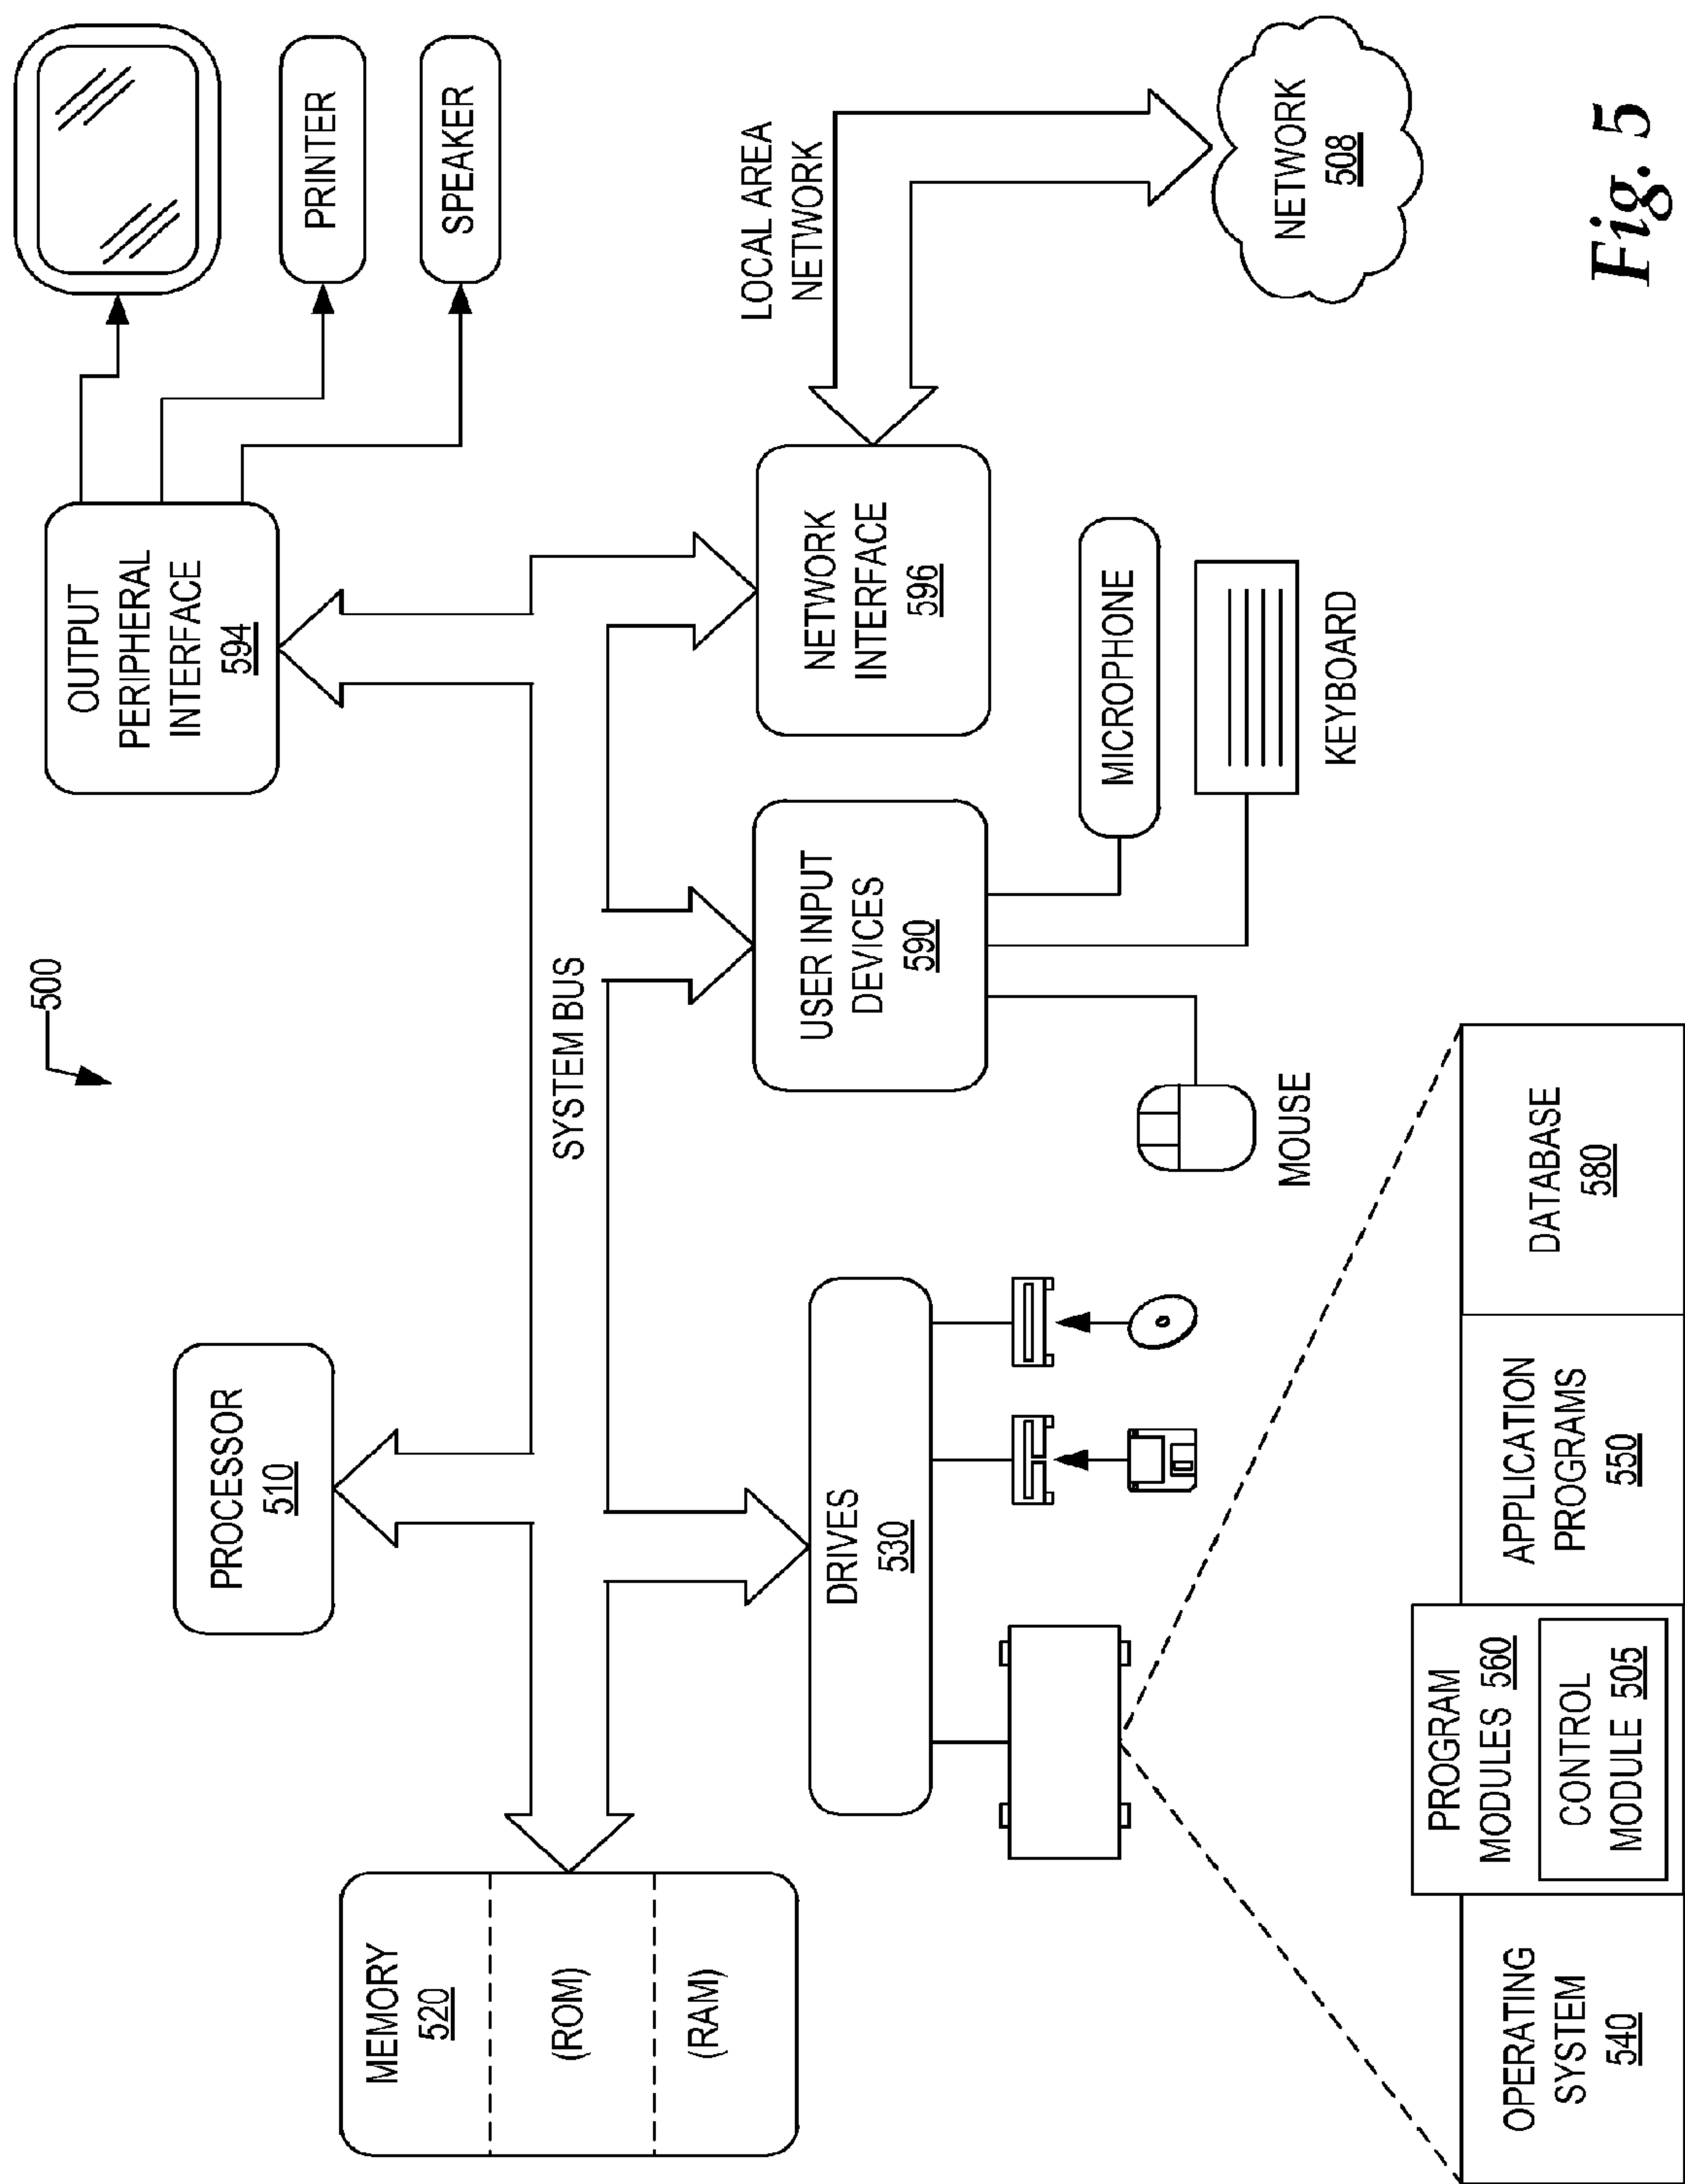 500
PROCESSOR
510
OUTPUT
PERIPHERAL
INTERFACE
594
PRINTER
SPEAKER
MEMORY
520
(ROM)
(RAM)
SYSTEM BUS
LOCAL AREA
NETWORK
DRIVES
530
USER INPUT
DEVICES
590
NETWORK
INTERFACE
596
MOUSE
MICROPHONE
KEYBOARD
NETWORK
508
OPERATING
SYSTEM
540
PROGRAM
MODULES 560
CONTROL
MODULE 505
APPLICATION
PROGRAMS
550
DATABASE
580
Fig. 5